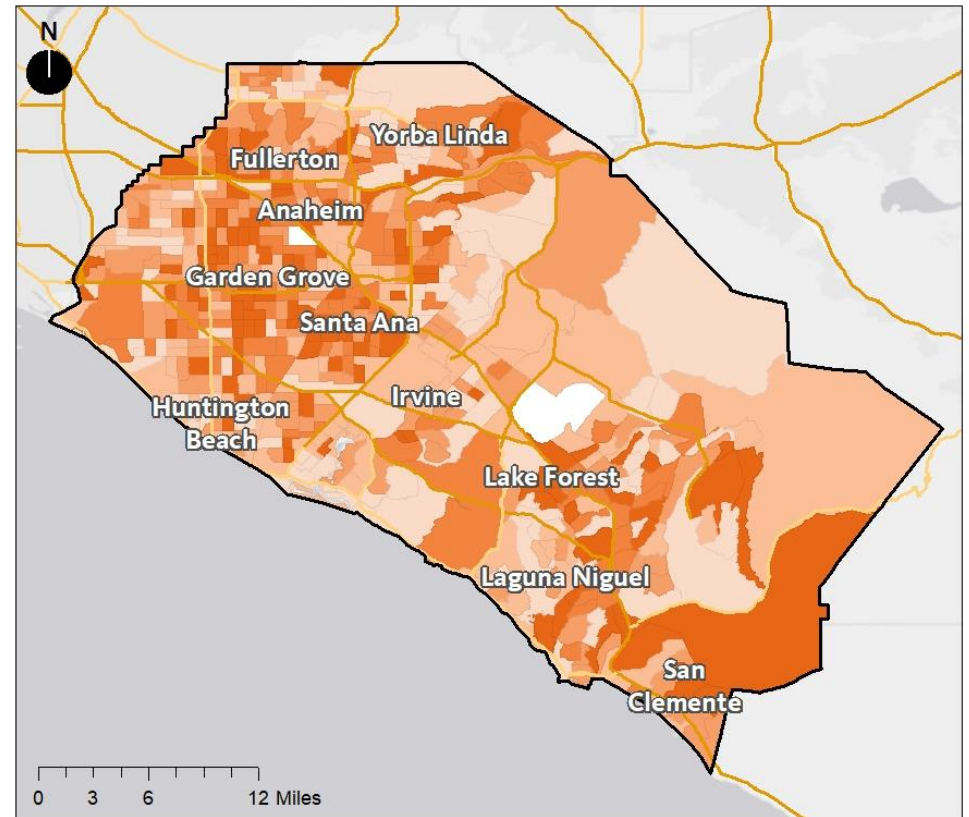 N
Yorba Linda
Fullerton
Anaheim
Garden Grove
Santa Ana
Irvine
Huntington
Beach
Lake Forest
Laguna Niguel
San
Clemente
0 3 6 12 Miles